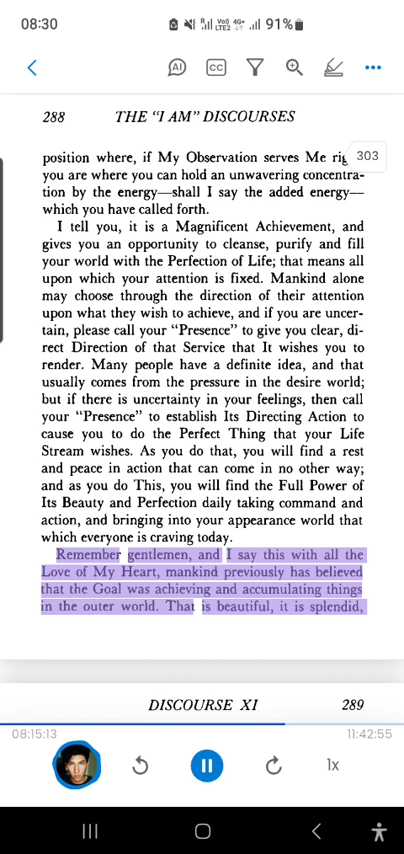 08:30
91%
AI
CC
288 THE "I AM" DISCOURSES
303
position where, if My Observation serves Me
you are where you can hold an unwavering concentra-
tion by the energy—shall I say the added energy—
which you have called forth.
I tell you, it is a Magnificent Achievement, and
gives you an opportunity to cleanse, purify and fill
your world with the Perfection of Life; that means all
upon which your attention is fixed. Mankind alone
may choose through the direction of their attention
upon what they wish to achieve, and if you are uncer-
tain, please call your "Presence" to give you clear, di-
rect Direction of that Service that It wishes you to
render. Many people have a definite idea, and that
usually comes from the pressure in the desire world;
but if there is uncertainty in your feelings, then call
your "Presence" to establish Its Directing Action to
cause you to do the Perfect Thing that your Life
Stream wishes. As you do that, you will find a rest
and peace in action that can come in no other way;
and as you do This, you will find the Full Power of
Its Beauty and Perfection daily taking command and
action, and bringing into your appearance world that
which everyone is craving today.
Remember gentlemen, and I say this with all the
Love of My Heart, mankind previously has believed
that the Goal was achieving and accumulating things
in the outer world. That is beautiful, it is splendid,
DISCOURSE XI 289
08:15:13 11:42:55
1x